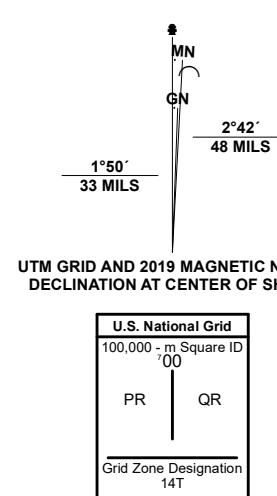 MN
GN
2°42´
48 MILS
1°50´
33 MILS
UTM GRID AND 2019 MAGNETIC N
DECLINATION AT CENTER OF SH
U.S. National Grid
100,000 - m Square ID
700
PR QR
Grid Zone Designation
14T